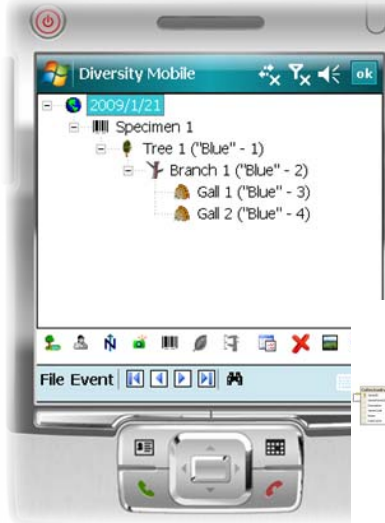 Diversity Mobile
ok
2009/1/21
Specimen 1
Tree 1 ("Blue" - 1)
Branch 1 ("Blue" - 2)
Gall 1 ("Blue" - 3)
Gall 2 ("Blue" - 4)
File Event